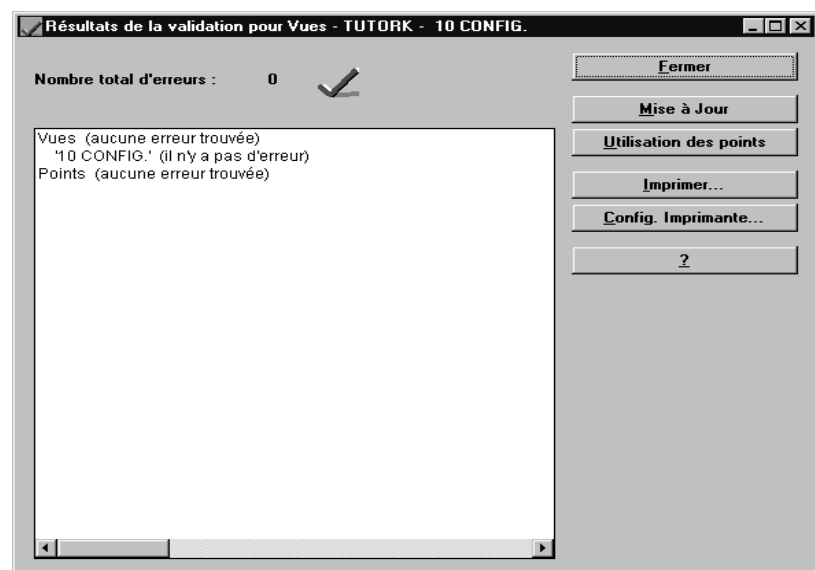 Résultats de la validation pour Vues - TUTORK - 10 CONFIG.
Nombre total d'erreurs : 0
Vues (aucune erreur trouvée)
'10 CONFIG.' (il n'y a pas d'erreur)
Points (aucune erreur trouvée)
Fermer
Mise à Jour
Utilisation des points
Imprimer...
Config. Imprimante...
?